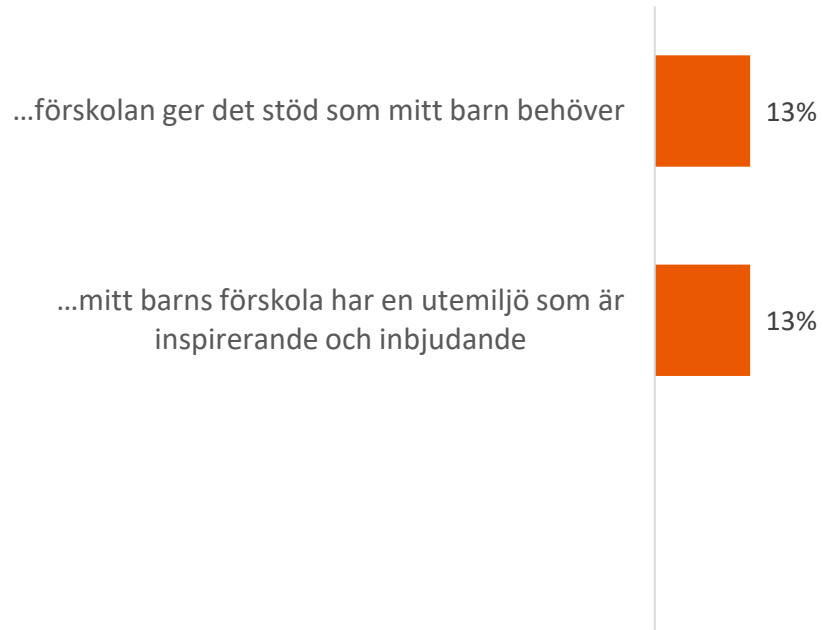 …förskolan ger det stöd som mitt barn behöver
13%
…mitt barns förskola har en utemiljö som är
inspirerande och inbjudande
13%